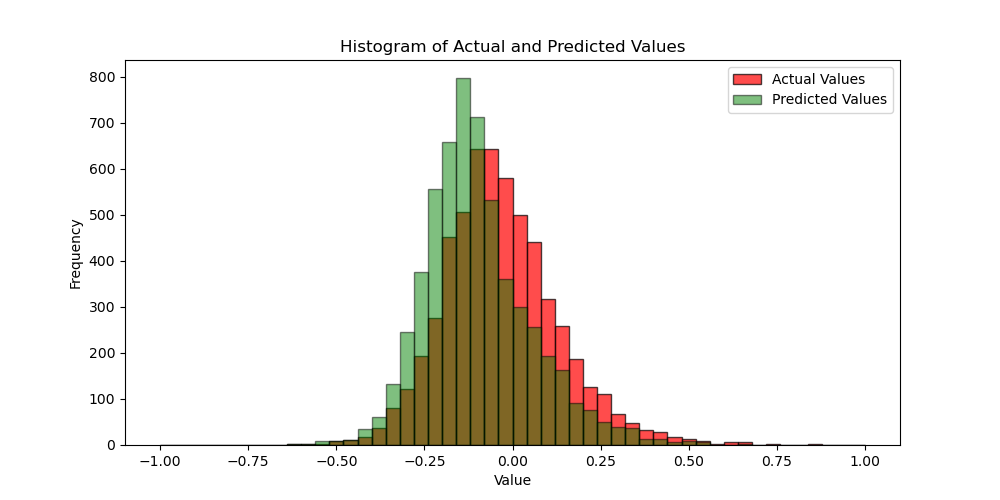 Histogram of Actual and Predicted Values
Actual Values
Predicted Values
Frequency
800
700
600
500
400
300
200
100
0
−1.00 −0.75 −0.50 −0.25 0.00 0.25 0.50 0.75 1.00
Value